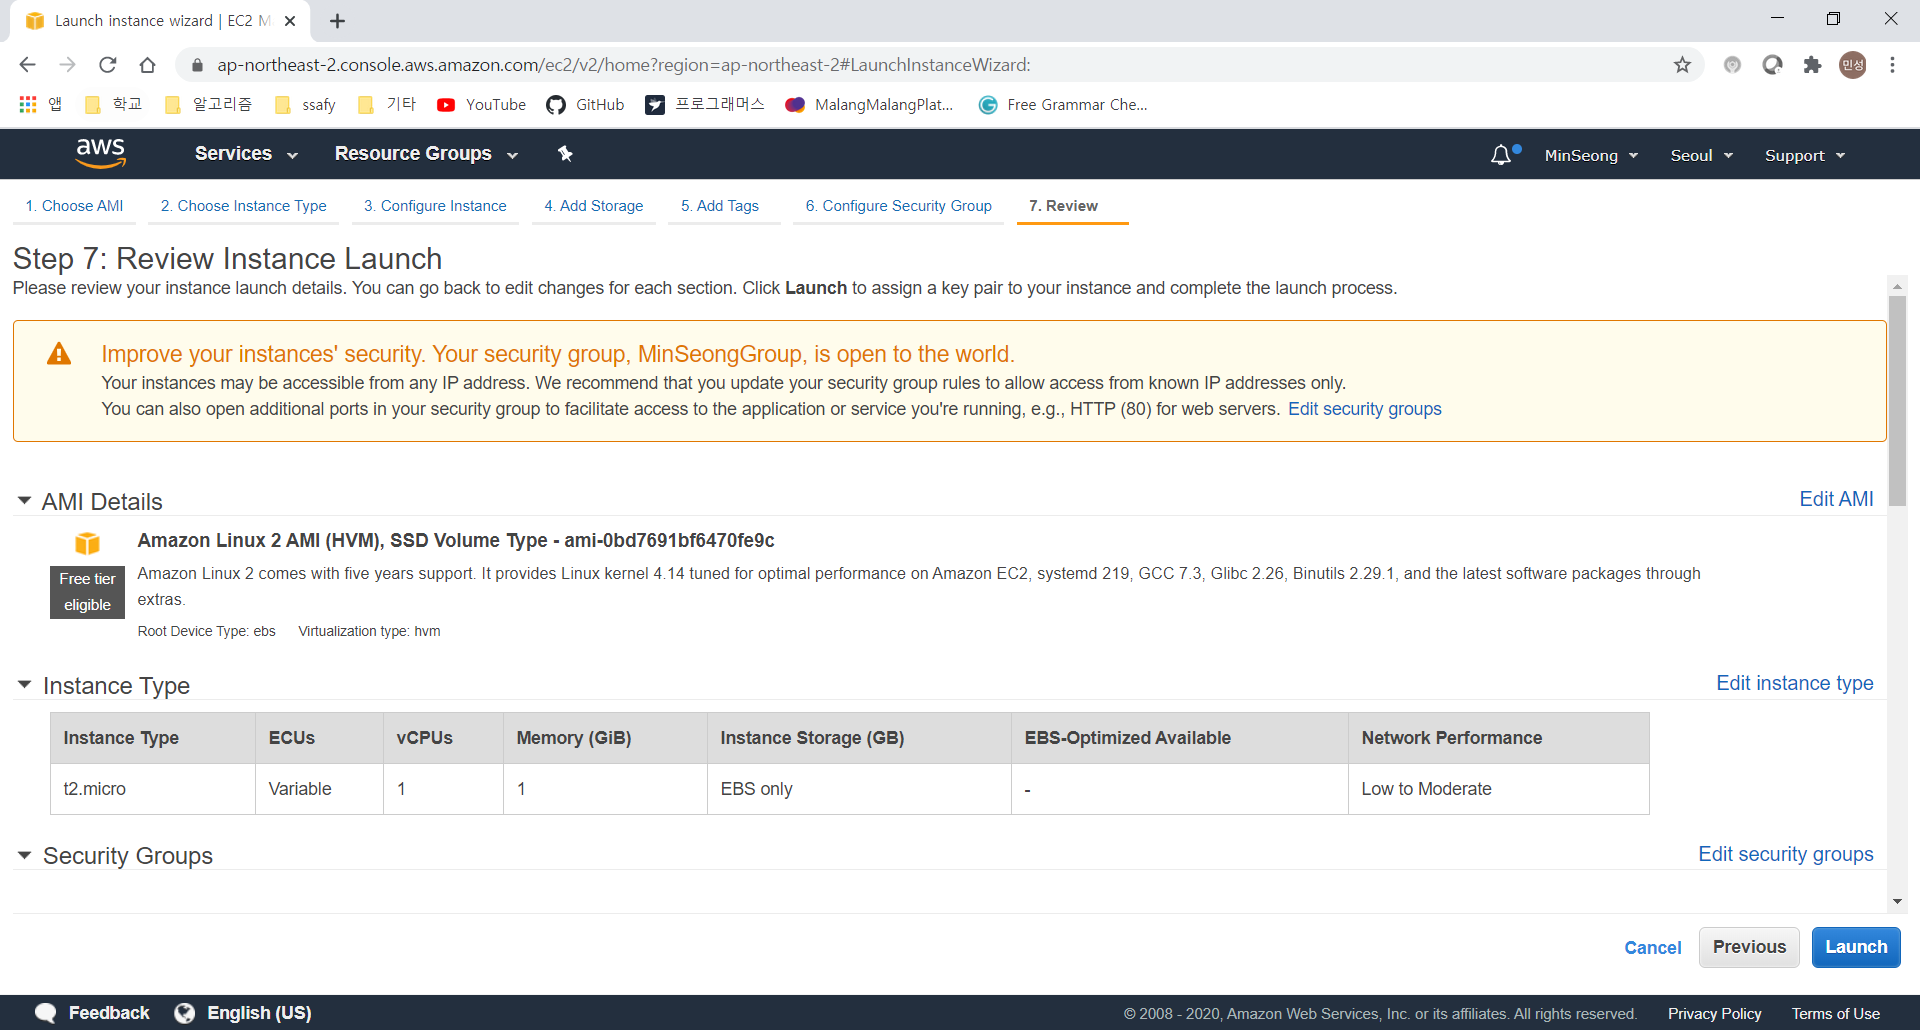 Launch instance wizard | EC2 M
ap-northeast-2.console.aws.amazon.com/ec2/v2/home?region=ap-northeast-2#LaunchInstanceWizard:
민성
앱 학교 알고리즘 ssafy 기타 YouTube GitHub 프로그래머스 MalangMalangPlat... Free Grammar Che...
aws Services Resource Groups MinSeong Seoul Support
1. Choose AMI 2. Choose Instance Type 3. Configure Instance 4. Add Storage 5. Add Tags 6. Configure Security Group 7. Review
Step 7: Review Instance Launch
Please review your instance launch details. You can go back to edit changes for each section. Click Launch to assign a key pair to your instance and complete the launch process.
Improve your instances' security. Your security group, MinSeongGroup, is open to the world.
Your instances may be accessible from any IP address. We recommend that you update your security group rules to allow access from known IP addresses only.
You can also open additional ports in your security group to facilitate access to the application or service you're running, e.g., HTTP (80) for web servers. Edit security groups
AMI Details Edit AMI
Amazon Linux 2 AMI (HVM), SSD Volume Type - ami-0bd7691bf6470fe9c
Free tier
eligible
Amazon Linux 2 comes with five years support. It provides Linux kernel 4.14 tuned for optimal performance on Amazon EC2, systemd 219, GCC 7.3, Glibc 2.26, Binutils 2.29.1, and the latest software packages through
extras.
Root Device Type: ebs Virtualization type: hvm
Instance Type Edit instance type
Instance Type ECUs vCPUs Memory (GiB) Instance Storage (GB) EBS-Optimized Available Network Performance
t2.micro Variable 1 1 EBS only - Low to Moderate
Security Groups Edit security groups
Cancel Previous Launch
Feedback English (US) © 2008 - 2020, Amazon Web Services, Inc. or its affiliates. All rights reserved. Privacy Policy Terms of Use